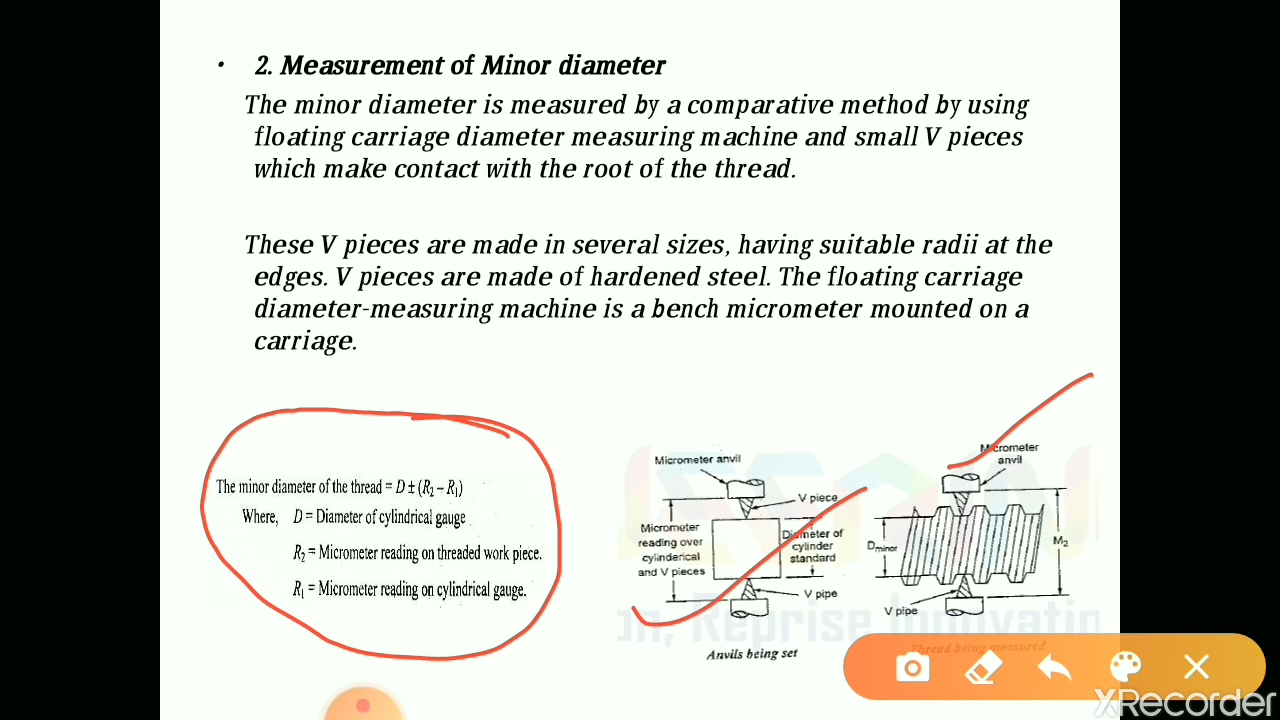 • 2. Measurement of Minor diameter
The minor diameter is measured by a comparative method by using
floating carriage diameter measuring machine and small V pieces
which make contact with the root of the thread.
These V pieces are made in several sizes, having suitable radii at the
edges. V pieces are made of hardened steel. The floating carriage
diameter-measuring machine is a bench micrometer mounted on a
carriage.
The minor diameter of the thread = D ± (R₂ – R₁)
Where, D = Diameter of cylindrical gauge
R₂ = Micrometer reading on threaded work piece.
R₁ = Micrometer reading on cylindrical gauge.
Micrometer anvil
V piece
Micrometer
reading over
cylinderical
and V pieces
Diameter of
cylinder
standard
V pipe
Anvils being set
Micrometer
anvil
Dminor
M₂
V pipe
Thread being measured
on, Reprise Innovatin
XRecorder